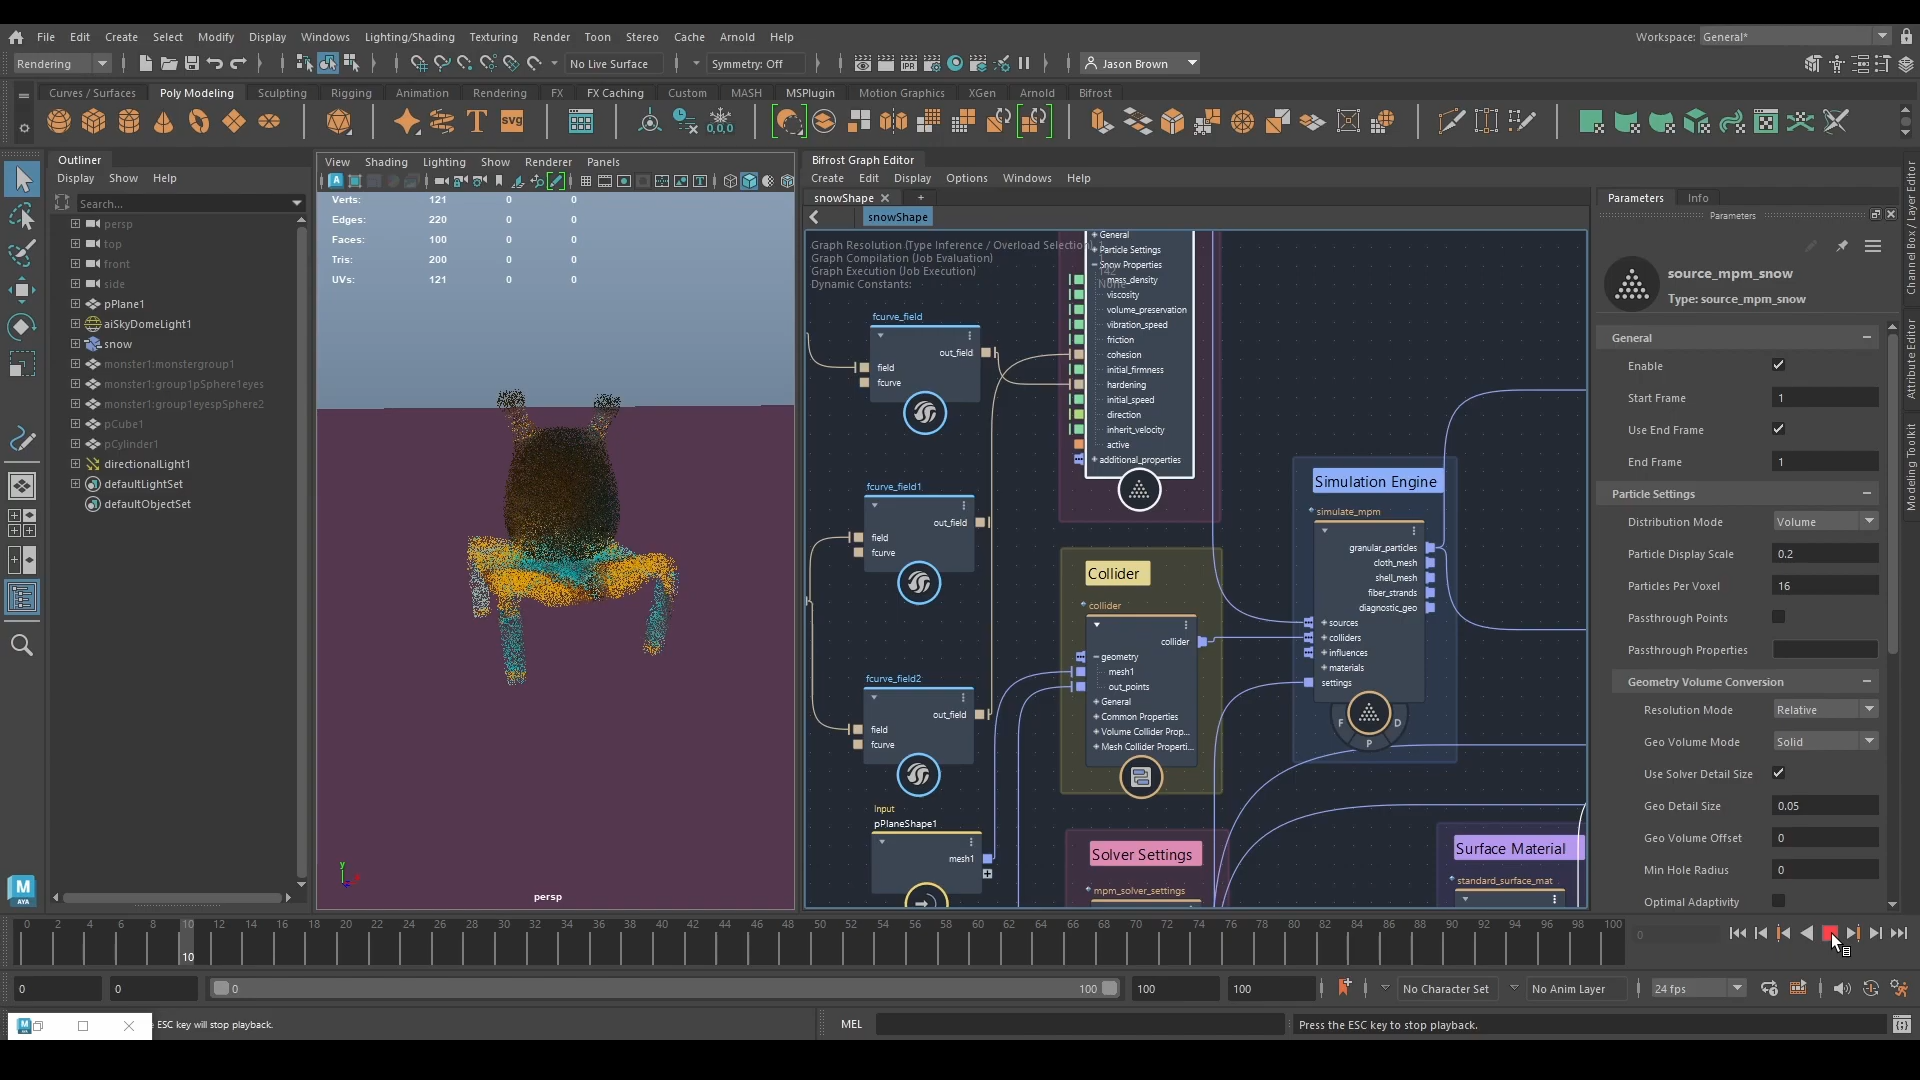 File Edit Create Select Modify Display Windows Lighting/Shading Texturing Render Toon Stereo Cache Arnold Help
Workspace: General*
Rendering
No Live Surface
Symmetry: Off
Jason Brown
Curves / Surfaces Poly Modeling Sculpting Rigging Animation Rendering FX FX Caching Custom MASH MSPlugin Motion Graphics XGen Arnold Bifrost
T
SVG
0,0,0
Outliner
Display Show Help
Search...
persp
top
front
side
pPlane1
aiSkyDomeLight1
snow
monster1:monstergroup1
monster1:group1pSphere1eyes
monster1:group1eyespSphere2
pCube1
pCylinder1
directionalLight1
defaultLightSet
defaultObjectSet
View Shading Lighting Show Renderer Panels
Verts: 121 0 0
Edges: 220 0 0
Faces: 100 0 0
Tris: 200 0 0
UVs: 121 0 0
y
persp
Bifrost Graph Editor
Create Edit Display Options Windows Help
snowShape
snowShape
Graph Resolution (Type Inference / Overload Selection)
Graph Compilation (Job Evaluation)
Graph Execution (Job Execution)
Dynamic Constants:
142
None
General
Particle Settings
Snow Properties
mass_density
viscosity
volume_preservation
vibration_speed
friction
cohesion
initial_firmness
hardening
initial_speed
direction
inherit_velocity
active
additional_properties
fcurve_field
out_field
field
fcurve
fcurve_field1
out_field
field
fcurve
fcurve_field2
out_field
field
fcurve
Input
pPlaneShape1
mesh1
Collider
collider
collider
geometry
mesh1
out_points
General
Common Properties
Volume Collider Prop...
Mesh Collider Properti...
Simulation Engine
simulate_mpm
granular_particles
cloth_mesh
shell_mesh
fiber_strands
diagnostic_geo
sources
colliders
influences
materials
settings
F D
P
Solver Settings
mpm_solver_settings
Surface Material
standard_surface_mat
Parameters Info
Parameters
source_mpm_snow
Type: source_mpm_snow
General
Enable
Start Frame 1
Use End Frame
End Frame 1
Particle Settings
Distribution Mode Volume
Particle Display Scale 0.2
Particles Per Voxel 16
Passthrough Points
Passthrough Properties
Geometry Volume Conversion
Resolution Mode Relative
Geo Volume Mode Solid
Use Solver Detail Size
Geo Detail Size 0.05
Geo Volume Offset 0
Min Hole Radius 0
Optimal Adaptivity
Channel Box / Layer Editor
Attribute Editor
Modeling Toolkit
M
AYA
0 2 4 6 8 10 12 14 16 18 20 22 24 26 28 30 32 34 36 38 40 42 44 46 48 50 52 54 56 58 60 62 64 66 68 70 72 74 76 78 80 82 84 86 88 90 92 94 96 98 100
10
0
0 0 0 100 100 100
No Character Set
No Anim Layer
24 fps
ESC key will stop playback.
MEL
Press the ESC key to stop playback.